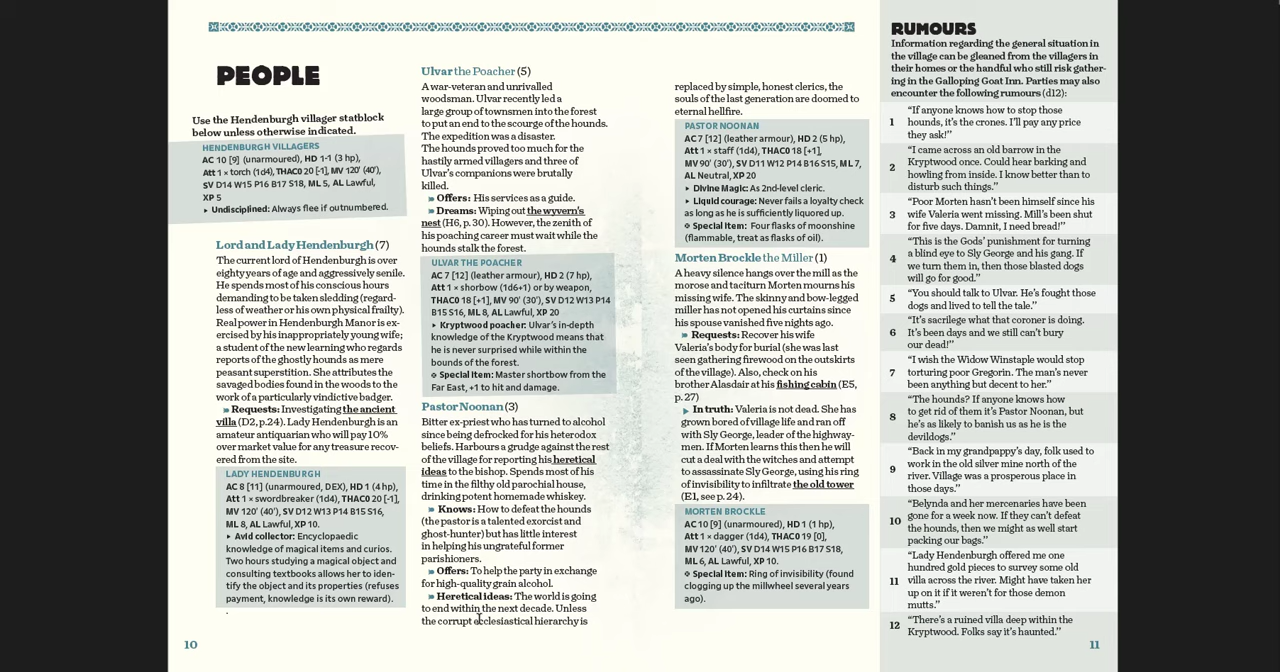 PEOPLE
Use the Hendenburgh villager statblock
below unless otherwise indicated.
HENDENBURGH VILLAGERS
AC 10 [9] (unarmoured), HD 1-1 (3 hp),
Att 1 × torch (1d4), THAC0 20 [-1], MV 120' (40'),
SV D14 W15 P16 B17 S18, ML 5, AL Lawful,
XP 5
▸ Undisciplined: Always flee if outnumbered.
Lord and Lady Hendenburgh (7)
The current lord of Hendenburgh is over
eighty years of age and aggressively senile.
He spends most of his conscious hours
demanding to be taken sledding (regard-
less of weather or his own physical frailty).
Real power in Hendenburgh Manor is ex-
ercised by his inappropriately young wife;
a student of the new learning who regards
reports of the ghostly hounds as mere
peasant superstition. She attributes the
savaged bodies found in the woods to the
work of a particularly vindictive badger.
Requests: Investigating the ancient
villa (D2, p.24). Lady Hendenburgh is an
amateur antiquarian who will pay 10%
over market value for any treasure recov-
ered from the site.
LADY HENDENBURGH
AC 8 [11] (unarmoured, DEX), HD 1 (4 hp),
Att 1 × swordbreaker (1d4), THAC0 20 [-1],
MV 120' (40'), SV D12 W13 P14 B15 S16,
ML 8, AL Lawful, XP 10.
▸ Avid collector: Encyclopaedic
knowledge of magical items and curios.
Two hours studying a magical object and
consulting textbooks allows her to iden-
tify the object and its properties (refuses
payment, knowledge is its own reward).
.
10
Ulvar the Poacher (5)
A war-veteran and unrivalled
woodsman. Ulvar recently led a
large group of townsmen into the forest
to put an end to the scourge of the hounds.
The expedition was a disaster.
The hounds proved too much for the
hastily armed villagers and three of
Ulvar's companions were brutally
killed.
Offers: His services as a guide.
Dreams: Wiping out the wyvern's
nest (H6, p. 30). However, the zenith of
his poaching career must wait while the
hounds stalk the forest.
ULVAR THE POACHER
AC 7 [12] (leather armour), HD 2 (7 hp),
Att 1 × shorbow (1d6+1) or by weapon,
THAC0 18 [+1], MV 90' (30'), SV D12 W13 P14
B15 S16, ML 8, AL Lawful, XP 20
▸ Kryptwood poacher: Ulvar's in-depth
knowledge of the Kryptwood means that
he is never surprised while within the
bounds of the forest.
Special Item: Master shortbow from the
Far East, +1 to hit and damage.
Pastor Noonan (3)
Bitter ex-priest who has turned to alcohol
since being defrocked for his heterodox
beliefs. Harbours a grudge against the rest
of the village for reporting his heretical
ideas to the bishop. Spends most of his
time in the filthy old parochial house,
drinking potent homemade whiskey.
Knows: How to defeat the hounds
(the pastor is a talented exorcist and
ghost-hunter) but has little interest
in helping his ungrateful former
parishioners.
Offers: To help the party in exchange
for high-quality grain alcohol.
Heretical ideas: The world is going
to end within the next decade. Unless
the corrupt ecclesiastical hierarchy is
replaced by simple, honest clerics, the
souls of the last generation are doomed to
eternal hellfire.
PASTOR NOONAN
AC 7 [12] (leather armour), HD 2 (5 hp),
Att 1 × staff (1d4), THAC0 18 [+1],
MV 90' (30'), SV D11 W12 P14 B16 S15, ML 7,
AL Neutral, XP 20
▸ Divine Magic: As 2nd-level cleric.
▸ Liquid courage: Never fails a loyalty check
as long as he is sufficiently liquored up.
Special Item: Four flasks of moonshine
(flammable, treat as flasks of oil).
Morten Brockle the Miller (1)
A heavy silence hangs over the mill as the
morose and taciturn Morten mourns his
missing wife. The skinny and bow-legged
miller has not opened his curtains since
his spouse vanished five nights ago.
Requests: Recover his wife
Valeria's body for burial (she was last
seen gathering firewood on the outskirts
of the village). Also, check on his
brother Alasdair at his fishing cabin (E5,
p.27)
▸ In truth: Valeria is not dead. She has
grown bored of village life and ran off
with Sly George, leader of the highway-
men. If Morten learns this then he will
cut a deal with the witches and attempt
to assassinate Sly George, using his ring
of invisibility to infiltrate the old tower
(E1, see p. 24).
MORTEN BROCKLE
AC 10 [9] (unarmoured), HD 1 (1 hp),
Att 1 × dagger (1d4), THAC0 19 [0],
MV 120' (40'), SV D14 W15 P16 B17 S18,
ML 6, AL Lawful, XP 10.
Special Item: Ring of invisibility (found
clogging up the millwheel several years
ago).
RUMOURS
Information regarding the general situation in
the village can be gleaned from the villagers in
their homes or the handful who still risk gather-
ing in the Galloping Goat Inn. Parties may also
encounter the following rumours (d12):
1 "If anyone knows how to stop those
hounds, it's the crones. I'll pay any price
they ask!"
2 "I came across an old barrow in the
Kryptwood once. Could hear barking and
howling from inside. I know better than to
disturb such things."
3 "Poor Morten hasn't been himself since his
wife Valeria went missing. Mill's been shut
for five days. Damnit, I need bread!"
4 "This is the Gods' punishment for turning
a blind eye to Sly George and his gang. If
we turn them in, then those blasted dogs
will go for good."
5 "You should talk to Ulvar. He's fought those
dogs and lived to tell the tale."
6 "It's sacrilege what that coroner is doing.
It's been days and we still can't bury
our dead!"
7 "I wish the Widow Winstaple would stop
torturing poor Gregorin. The man's never
been anything but decent to her."
8 "The hounds? If anyone knows how
to get rid of them it's Pastor Noonan, but
he's as likely to banish us as he is the
devildogs."
9 "Back in my grandpappy's day, folk used to
work in the old silver mine north of the
river. Village was a prosperous place in
those days."
10 "Belynda and her mercenaries have been
gone for a week now. If they can't defeat
the hounds, then we might as well start
packing our bags."
11 "Lady Hendenburgh offered me one
hundred gold pieces to survey some old
villa across the river. Might have taken her
up on it if it weren't for those demon
mutts."
12 "There's a ruined villa deep within the
Kryptwood. Folks say it's haunted."
11